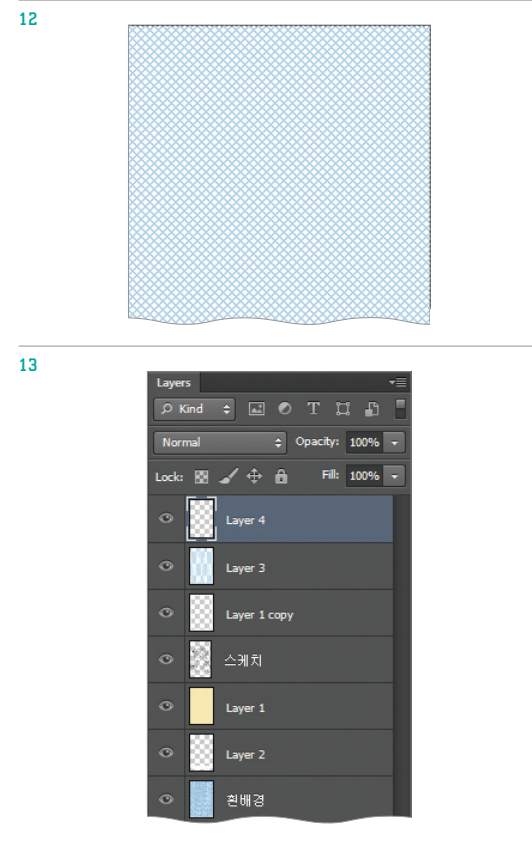 12
13
Layers
Kind T
Normal Opacity: 100%
Lock: Fill: 100%
Layer 4
Layer 3
Layer 1 copy
스케치
Layer 1
Layer 2
흰배경